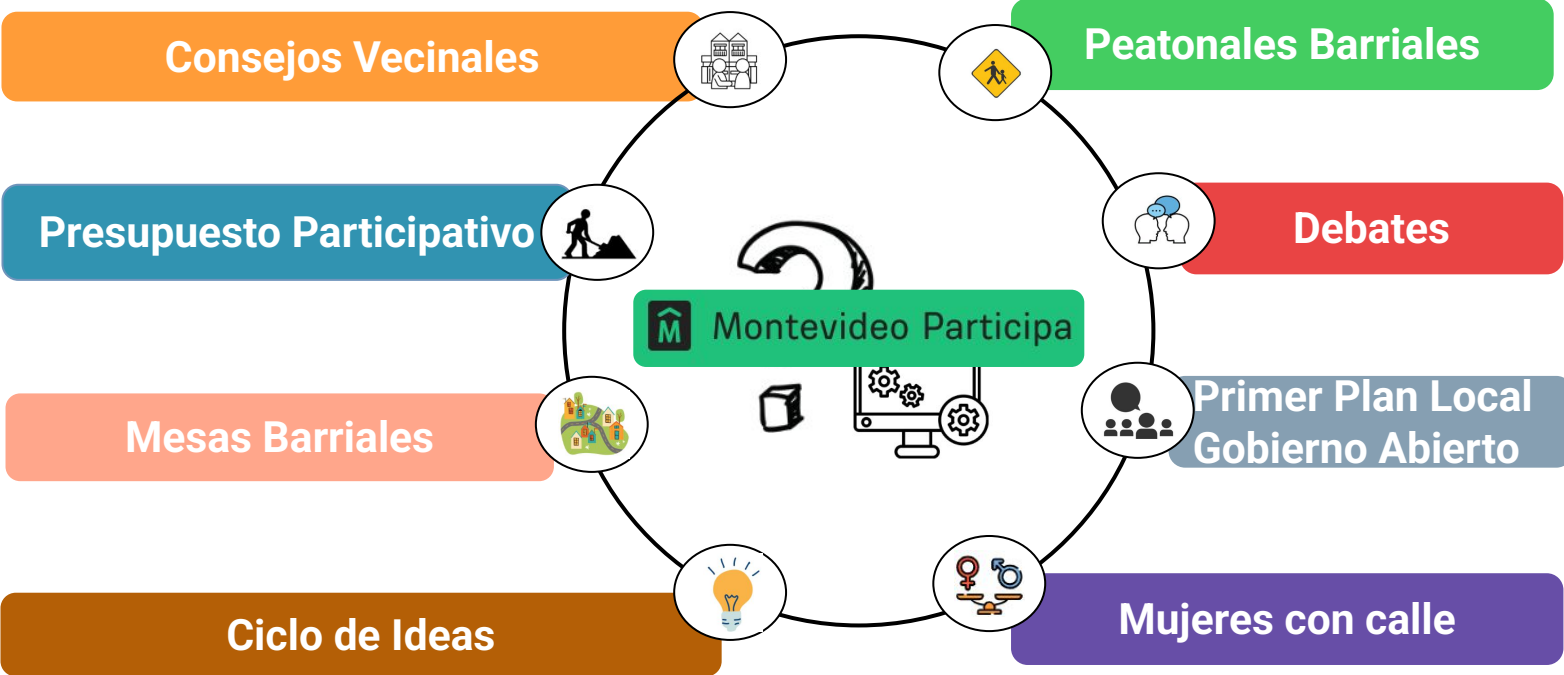 Consejos Vecinales
Peatonales Barriales
Presupuesto Participativo
Debates
Montevideo Participa
Mesas Barriales
Primer Plan Local
Gobierno Abierto
Ciclo de Ideas
Mujeres con calle